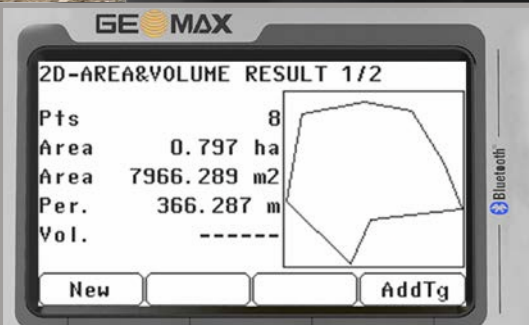 GEOMAX
2D-AREA&VOLUME RESULT 1/2
Pts 8
Area 0.797 ha
Area 7966.289 m2
Per. 366.287 m
Vol. ------
New AddTg
Bluetooth